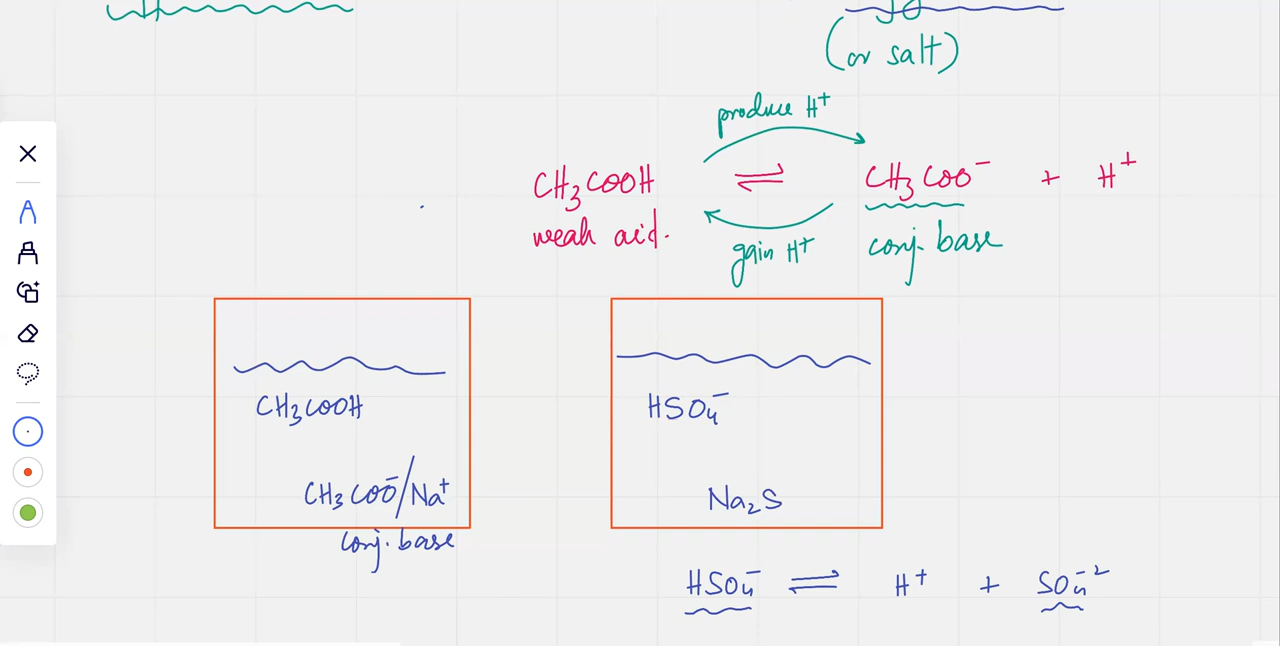 (or salt)
produce H⁺
CH₃COOH ⇌ CH₃COO⁻ + H⁺
weak aid.
gain H⁺
conj. base
CH₃COOH
HSO₄⁻
CH₃COO⁻/Na⁺
Na₂S
conj. base
HSO₄⁻ ⇌ H⁺ + SO₄⁻²